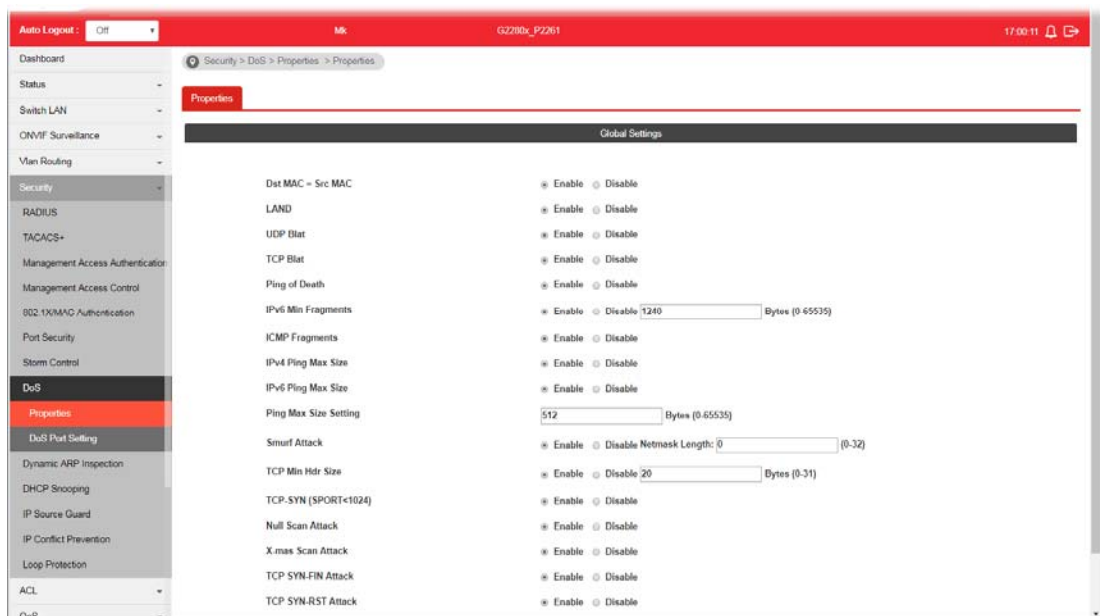 Auto Logout : Off Mk G2280x_P2261 17:00:11
Dashboard
Status
Switch LAN
ONVIF Surveillance
Vlan Routing
Security
RADIUS
TACACS+
Management Access Authentication
Management Access Control
802.1X/MAC Authentication
Port Security
Storm Control
DoS
Properties
DoS Port Setting
Dynamic ARP Inspection
DHCP Snooping
IP Source Guard
IP Conflict Prevention
Loop Protection
ACL
QoS
Security > DoS > Properties > Properties
Properties
Global Settings
Dst MAC = Src MAC Enable Disable
LAND Enable Disable
UDP Blat Enable Disable
TCP Blat Enable Disable
Ping of Death Enable Disable
IPv6 Min Fragments Enable Disable 1240 Bytes (0-65535)
ICMP Fragments Enable Disable
IPv4 Ping Max Size Enable Disable
IPv6 Ping Max Size Enable Disable
Ping Max Size Setting 512 Bytes (0-65535)
Smurf Attack Enable Disable Netmask Length: 0 (0-32)
TCP Min Hdr Size Enable Disable 20 Bytes (0-31)
TCP-SYN (SPORT<1024) Enable Disable
Null Scan Attack Enable Disable
X-mas Scan Attack Enable Disable
TCP SYN-FIN Attack Enable Disable
TCP SYN-RST Attack Enable Disable